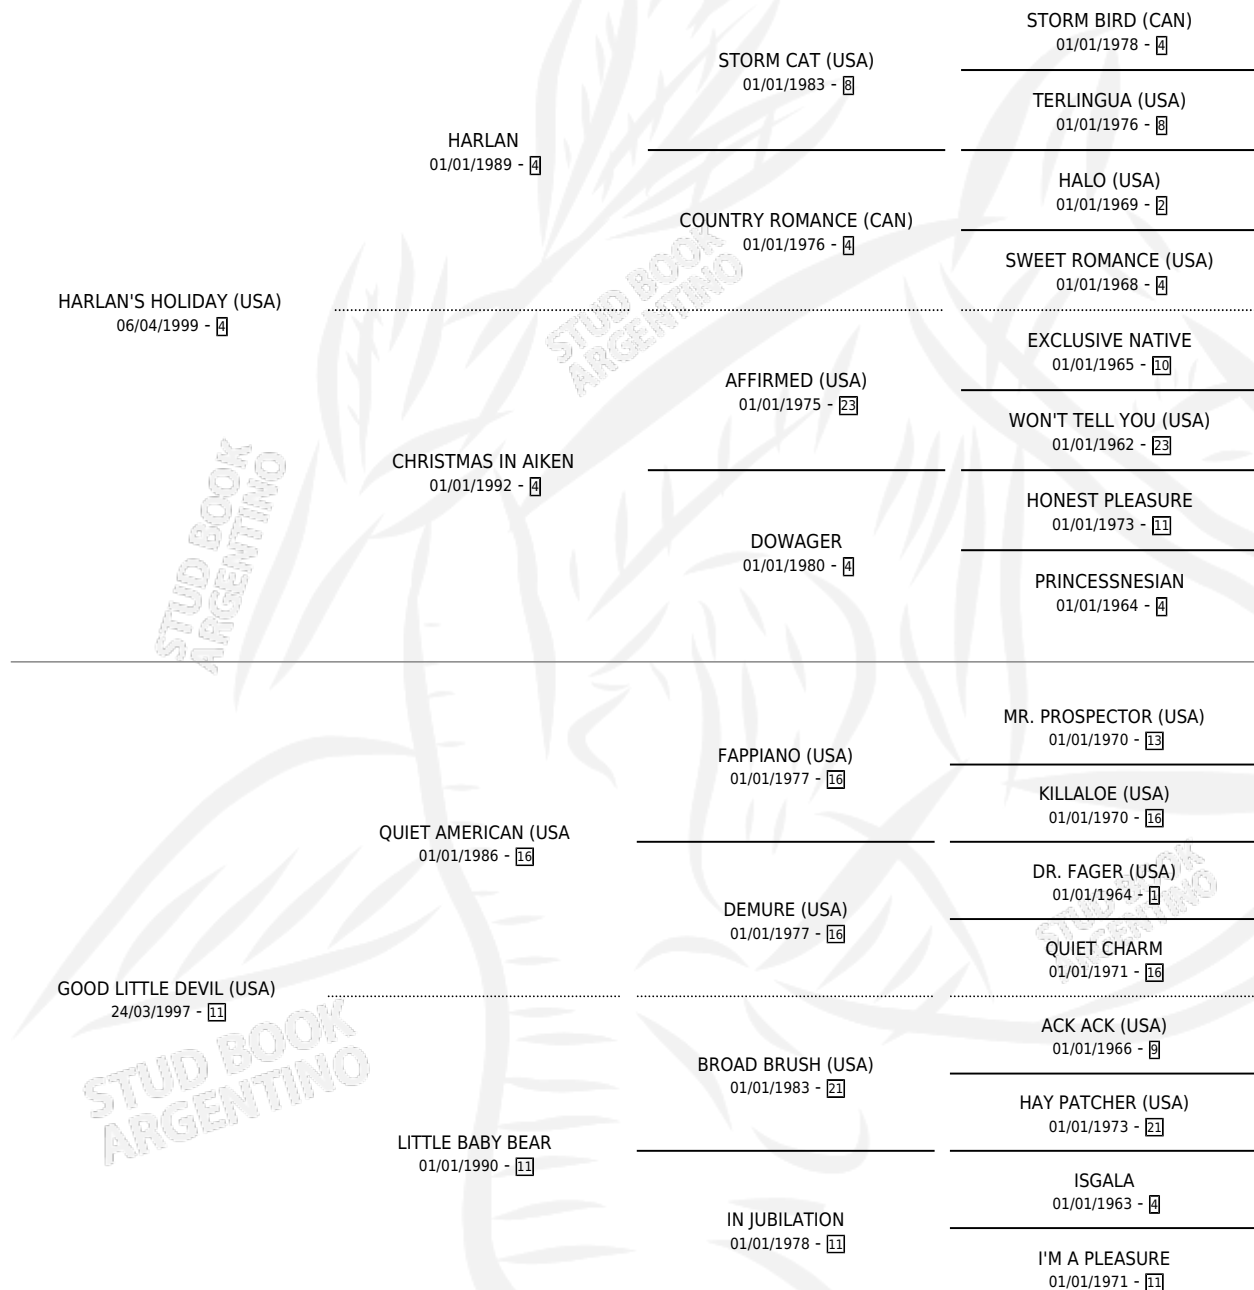 STORM BIRD (CAN)
01/01/1978 - 4
STORM CAT (USA)
01/01/1983 - 8
TERLINGUA (USA)
01/01/1976 - 8
HARLAN
01/01/1989 - 4
HALO (USA)
01/01/1969 - 2
COUNTRY ROMANCE (CAN)
01/01/1976 - 4
SWEET ROMANCE (USA)
01/01/1968 - 4
HARLAN'S HOLIDAY (USA)
06/04/1999 - 4
EXCLUSIVE NATIVE
01/01/1965 - 10
AFFIRMED (USA)
01/01/1975 - 23
WON'T TELL YOU (USA)
01/01/1962 - 23
CHRISTMAS IN AIKEN
01/01/1992 - 4
HONEST PLEASURE
01/01/1973 - 11
DOWAGER
01/01/1980 - 4
PRINCESSNESIAN
01/01/1964 - 4
MR. PROSPECTOR (USA)
01/01/1970 - 13
FAPPIANO (USA)
01/01/1977 - 16
KILLALOE (USA)
01/01/1970 - 16
QUIET AMERICAN (USA
01/01/1986 - 16
DR. FAGER (USA)
01/01/1964 - 1
DEMURE (USA)
01/01/1977 - 16
QUIET CHARM
01/01/1971 - 16
GOOD LITTLE DEVIL (USA)
24/03/1997 - 11
ACK ACK (USA)
01/01/1966 - 9
BROAD BRUSH (USA)
01/01/1983 - 21
HAY PATCHER (USA)
01/01/1973 - 21
LITTLE BABY BEAR
01/01/1990 - 11
ISGALA
01/01/1963 - 4
IN JUBILATION
01/01/1978 - 11
I'M A PLEASURE
01/01/1971 - 11
STUD BOOK
ARGENTINO
STUD BOOK
ARGENTINO
STUD BOOK
ARGENTINO
STUD BOOK
ARGENTINO